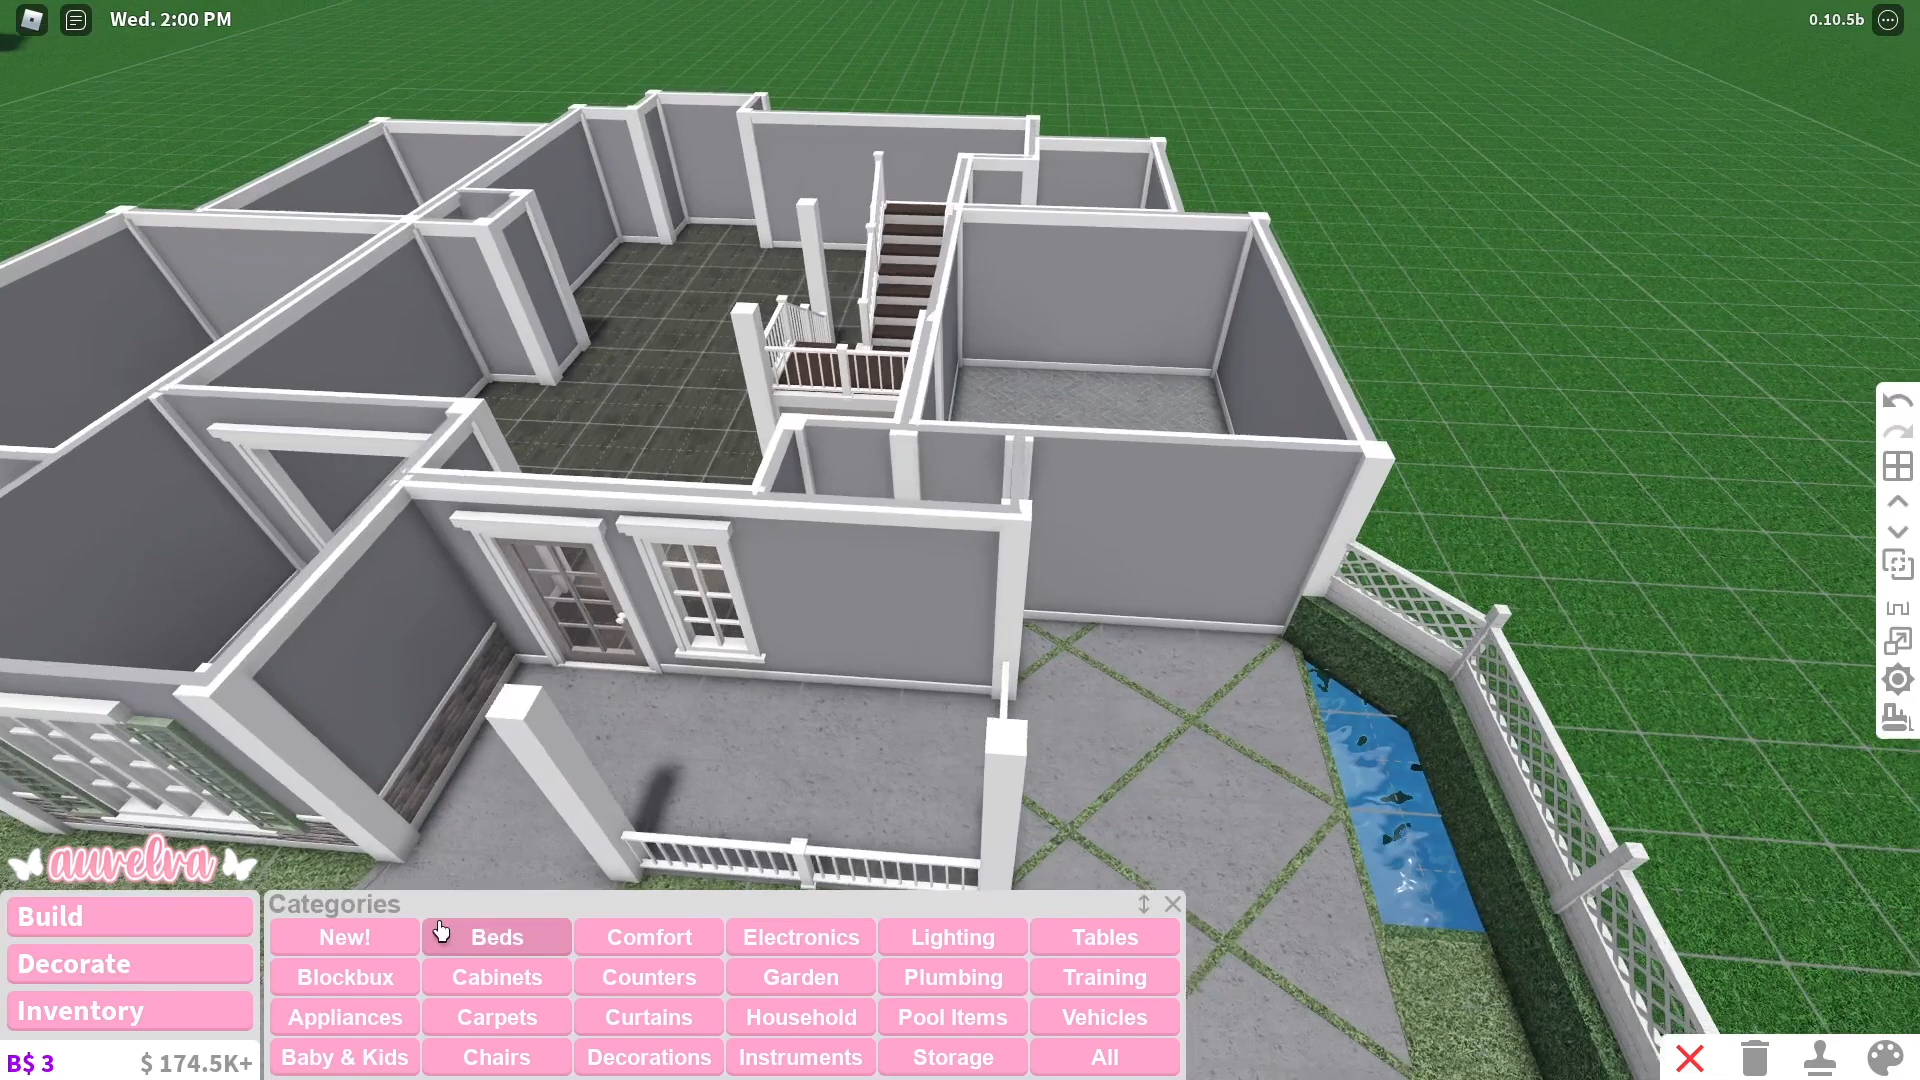 Wed. 2:00 PM
0.10.5b
aurelva
Build
Decorate
Inventory
B$ 3 $ 174.5K+
Categories
New! Beds Comfort Electronics Lighting Tables
Blockbux Cabinets Counters Garden Plumbing Training
Appliances Carpets Curtains Household Pool Items Vehicles
Baby & Kids Chairs Decorations Instruments Storage All